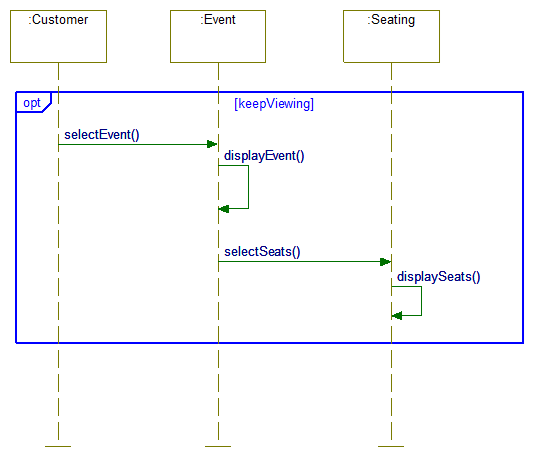 :Customer :Event :Seating
opt [keepViewing]
selectEvent()
displayEvent()
selectSeats()
displaySeats()